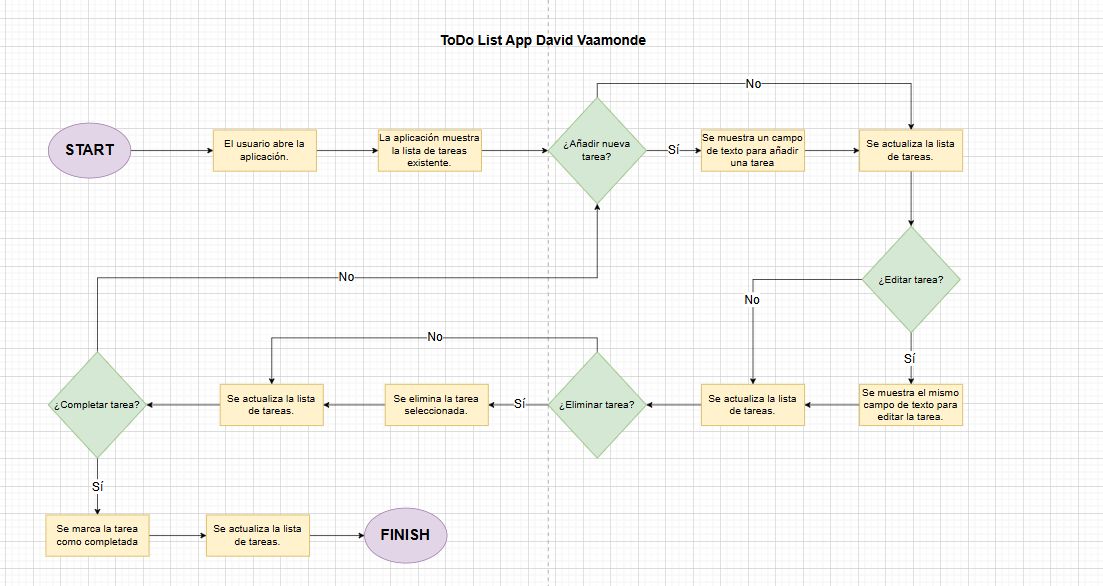 ToDo List App David Vaamonde
No
START
El usuario abre la
aplicación.
La aplicación muestra
la lista de tareas
existente.
¿Añadir nueva
tarea?
Sí
Se muestra un campo
de texto para añadir
una tarea
Se actualiza la lista
de tareas.
¿Editar tarea?
No
Sí
Se muestra el mismo
campo de texto para
editar la tarea.
Se actualiza la lista
de tareas.
¿Eliminar tarea?
No
Sí
Se elimina la tarea
seleccionada.
Se actualiza la lista
de tareas.
¿Completar tarea?
No
Sí
Se marca la tarea
como completada
Se actualiza la lista
de tareas.
FINISH